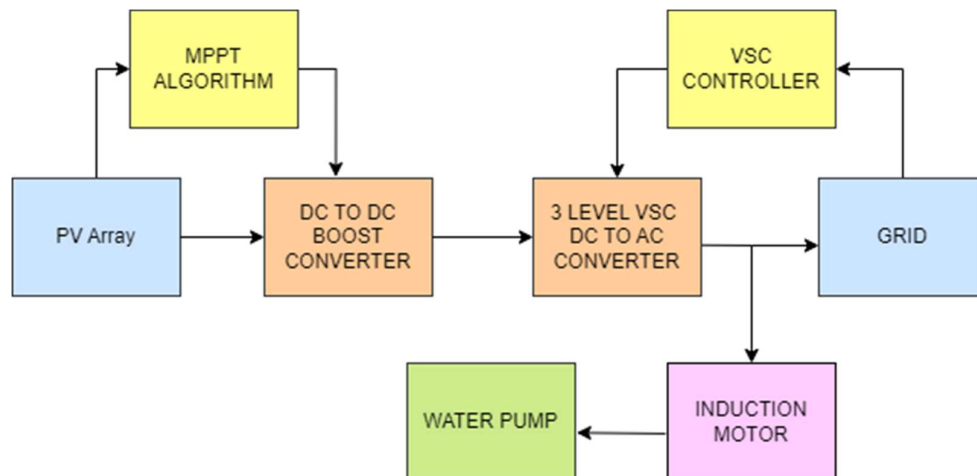 MPPT
ALGORITHM
VSC
CONTROLLER
PV Array
DC TO DC
BOOST
CONVERTER
3 LEVEL VSC
DC TO AC
CONVERTER
GRID
WATER PUMP
INDUCTION
MOTOR